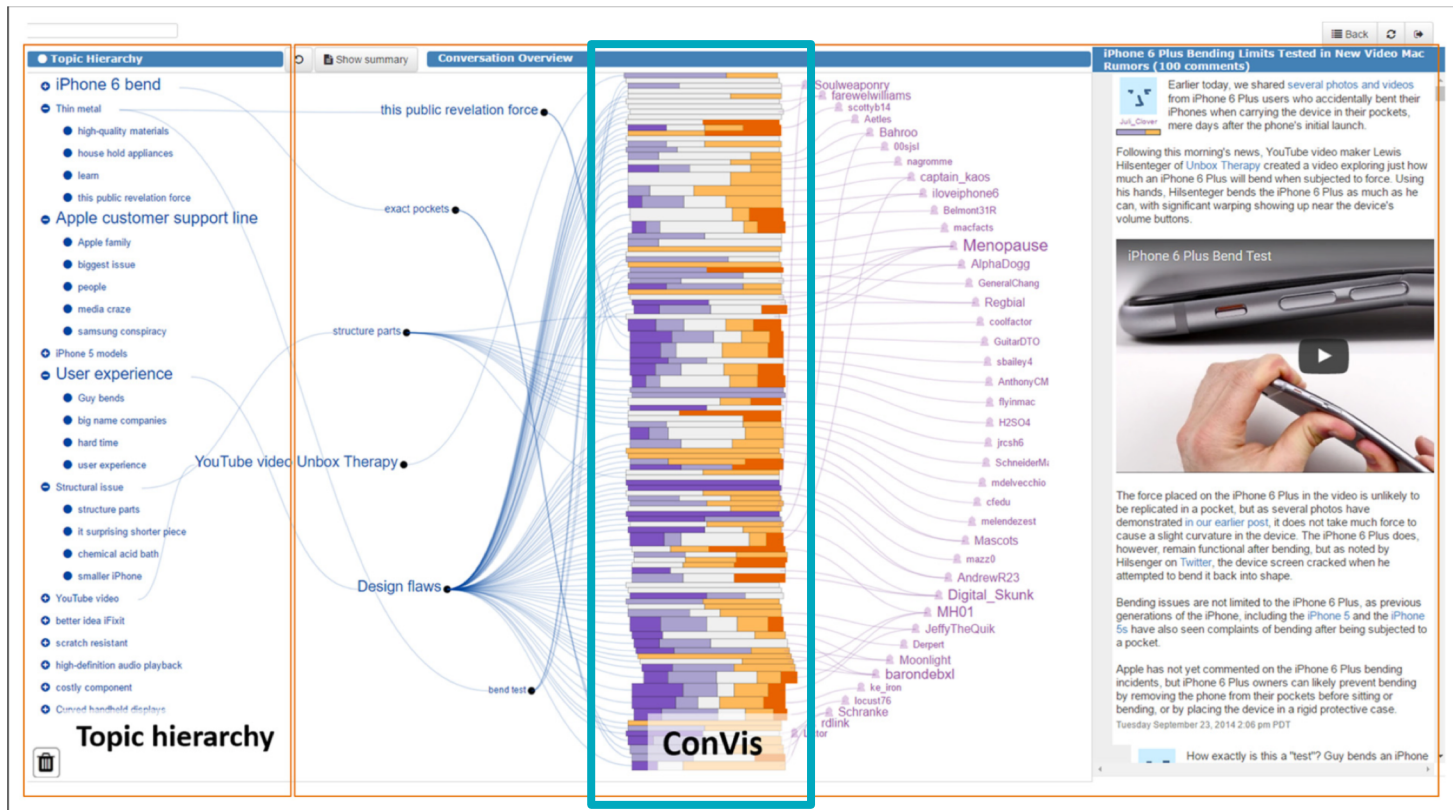 Back
Topic Hierarchy
Show summary
Conversation Overview
iPhone 6 bend
Thin metal
high-quality materials
house hold appliances
learn
this public revelation force
Apple customer support line
Apple family
biggest issue
people
media craze
samsung conspiracy
iPhone 5 models
User experience
Guy bends
big name companies
hard time
user experience
Structural issue
structure parts
it surprising shorter piece
chemical acid bath
smaller iPhone
YouTube video
better idea iFixit
scratch resistant
high-definition audio playback
costly component
Curved handheld displays
Topic hierarchy
this public revelation force
exact pockets
structure parts
YouTube video Unbox Therapy
Design flaws
bend test
ConVis
Soulweaponry
farewelwilliams
scottyb14
Aetles
Bahroo
00sjsl
nagromme
captain_kaos
iloveiphone6
Belmont31R
macfacts
Menopause
AlphaDogg
GeneralChang
Regbial
coolfactor
GuitarDTO
sbailey4
AnthonyCM
flyinmac
H2SO4
jrcsh6
SchneiderMa
mdelvecchio
cfedu
melendezest
Mascots
mazz0
AndrewR23
Digital_Skunk
MH01
JeffyTheQuik
Derpert
Moonlight
barondebxl
ke_iron
locust76
Schranke
rdlink
iPhone 6 Plus Bending Limits Tested in New Video Mac
Rumors (100 comments)
Juli_Clover
Earlier today, we shared several photos and videos
from iPhone 6 Plus users who accidentally bent their
iPhones when carrying the device in their pockets,
mere days after the phone's initial launch.
Following this morning's news, YouTube video maker Lewis
Hilsenteger of Unbox Therapy created a video exploring just how
much an iPhone 6 Plus will bend when subjected to force. Using
his hands, Hilsenteger bends the iPhone 6 Plus as much as he
can, with significant warping showing up near the device's
volume buttons.
iPhone 6 Plus Bend Test
The force placed on the iPhone 6 Plus in the video is unlikely to
be replicated in a pocket, but as several photos have
demonstrated in our earlier post, it does not take much force to
cause a slight curvature in the device. The iPhone 6 Plus does,
however, remain functional after bending, but as noted by
Hilsenger on Twitter, the device screen cracked when he
attempted to bend it back into shape.
Bending issues are not limited to the iPhone 6 Plus, as previous
generations of the iPhone, including the iPhone 5 and the iPhone
5s have also seen complaints of bending after being subjected to
a pocket.
Apple has not yet commented on the iPhone 6 Plus bending
incidents, but iPhone 6 Plus owners can likely prevent bending
by removing the phone from their pockets before sitting or
bending, or by placing the device in a rigid protective case.
Tuesday September 23, 2014 2:06 pm PDT
How exactly is this a "test"? Guy bends an iPhone